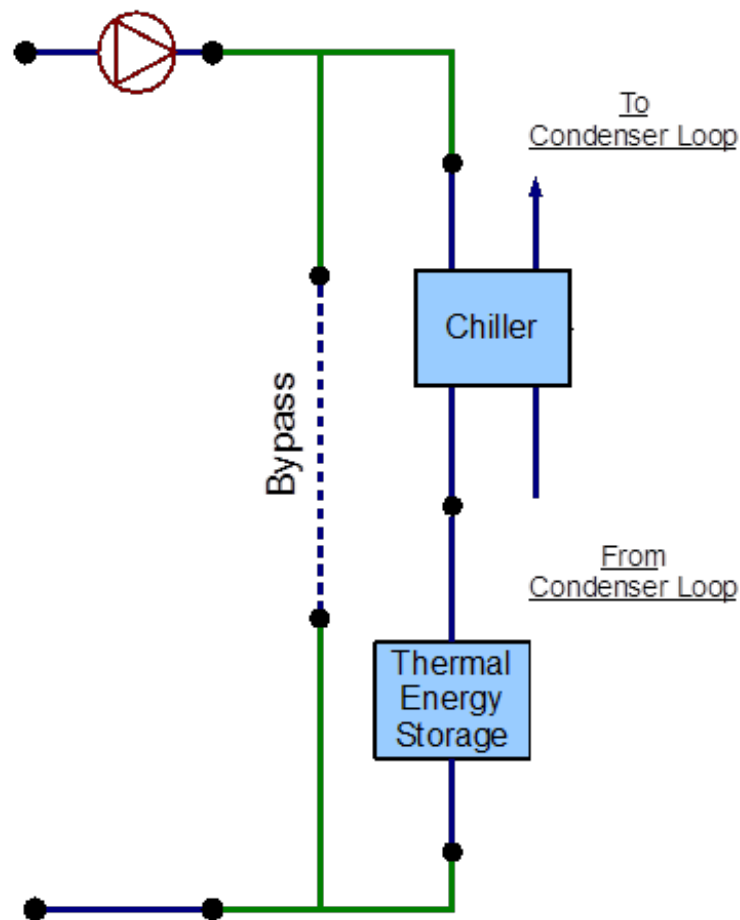 To
Condenser Loop
Chiller
Bypass
From
Condenser Loop
Thermal
Energy
Storage